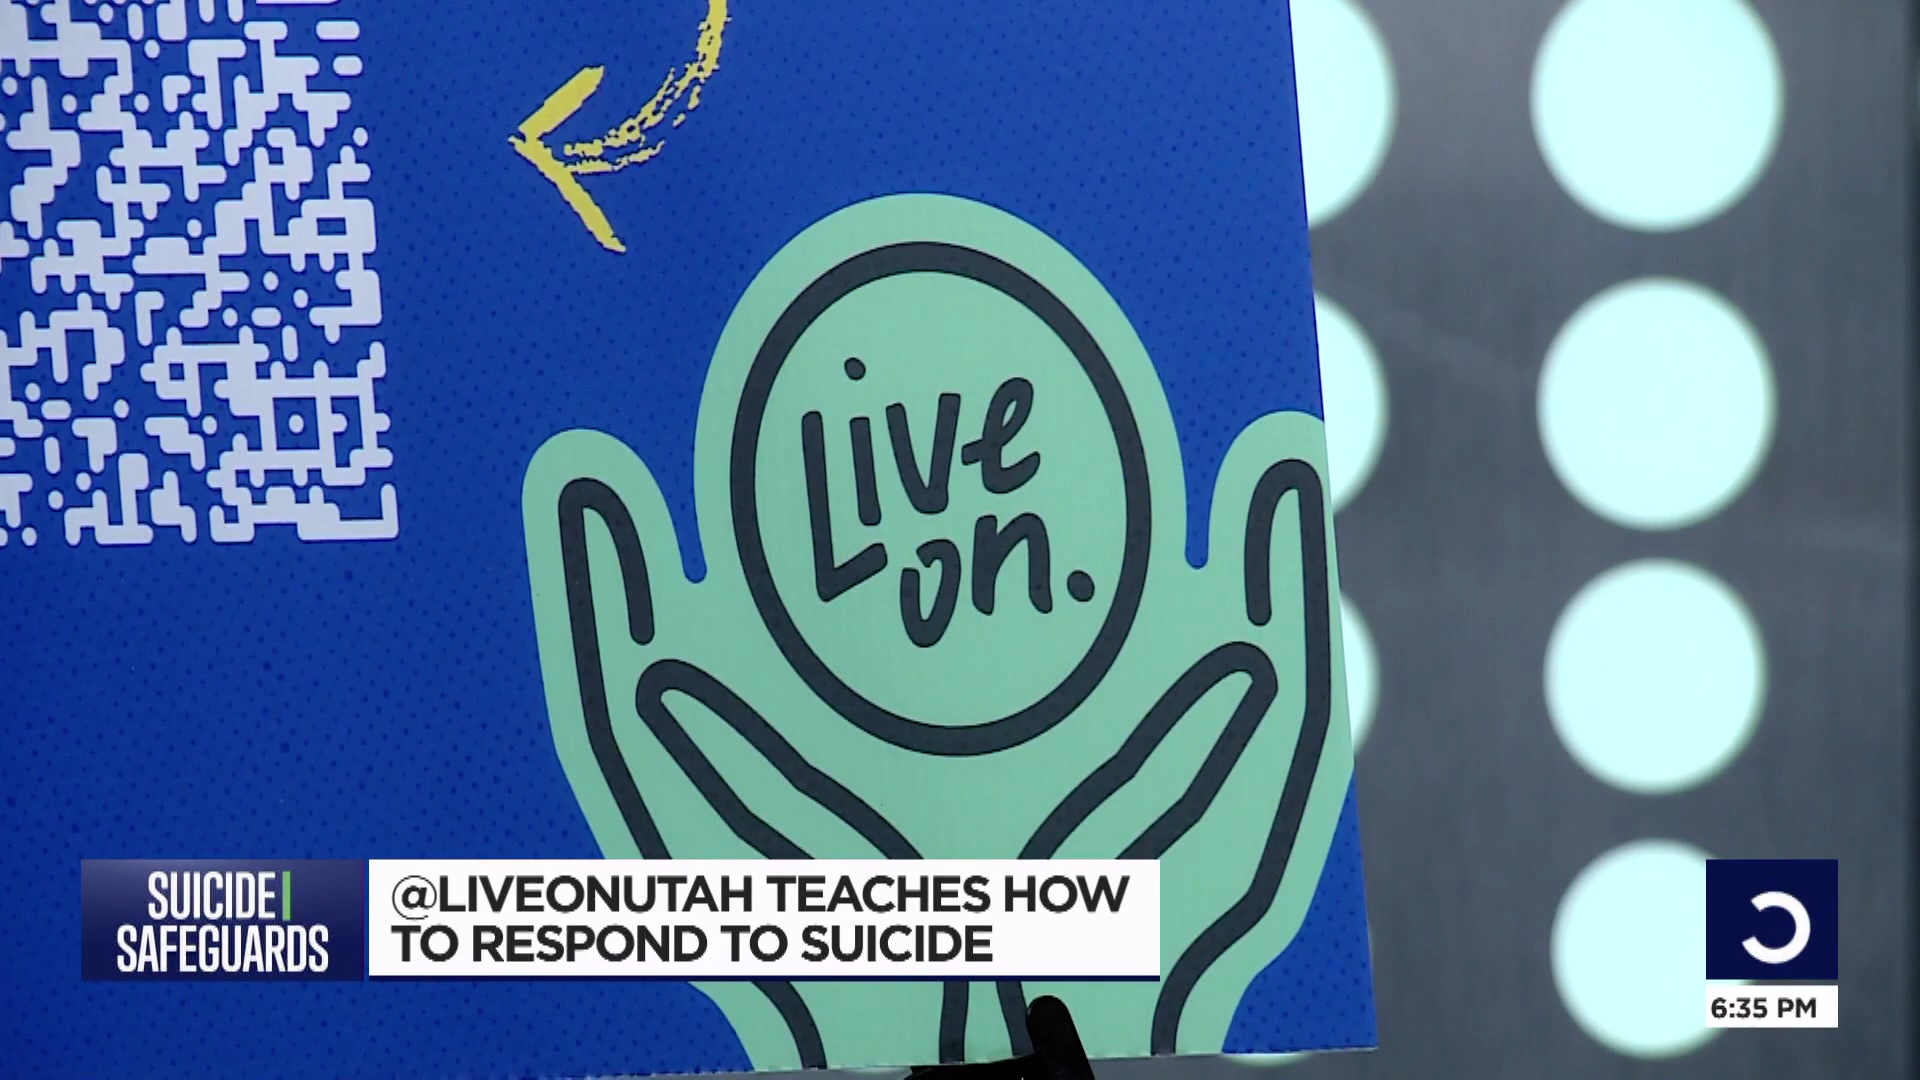 Live
on.
SUICIDE
SAFEGUARDS
@LIVEONUTAH TEACHES HOW
TO RESPOND TO SUICIDE
6:35 PM